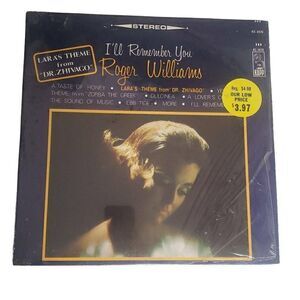 STEREO
I'll Remember You
Roger Williams
LARA'S THEME
from
"DR. ZHIVAGO"
A TASTE OF HONEY • LARA'S THEME from "DR. ZHIVAGO" •
THEME from "ZORBA THE GREEK" • DULCINEA • A LOVER'S
THE SOUND OF MUSIC • EBB TIDE • MORE • I'LL REMEMBER
KAPP
Reg. $4.98
OUR LOW
PRICE
$3.97